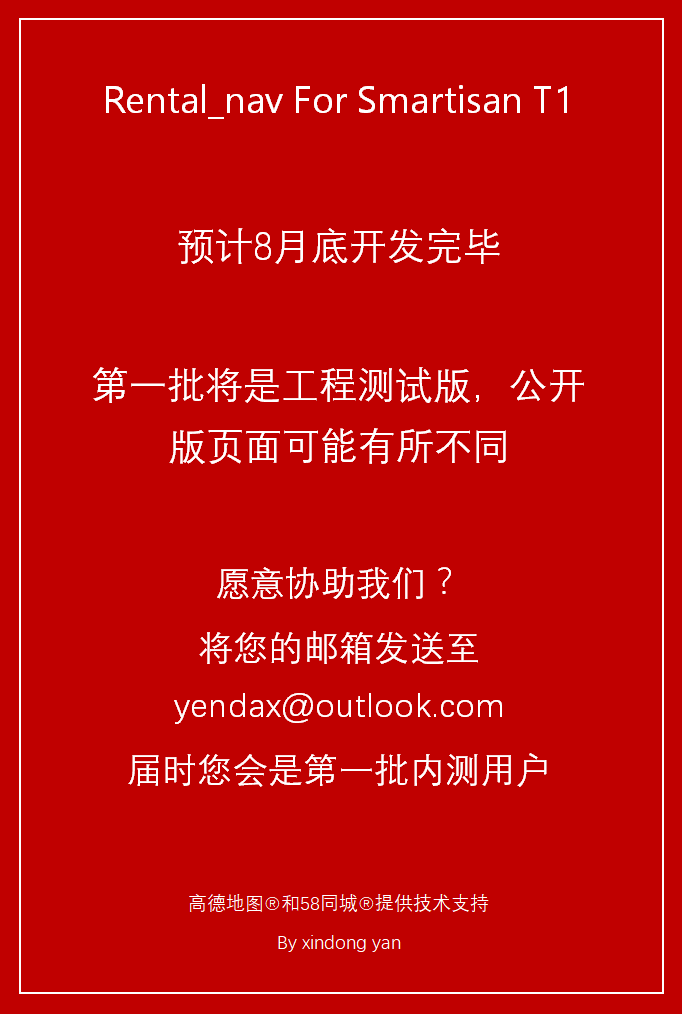 Rental_nav For Smartisan T1
预计8月底开发完毕
第一批将是工程测试版，公开
版页面可能有所不同
愿意协助我们？
将您的邮箱发送至
yendax@outlook.com
届时您会是第一批内测用户
高德地图®和58同城®提供技术支持
By xindong yan